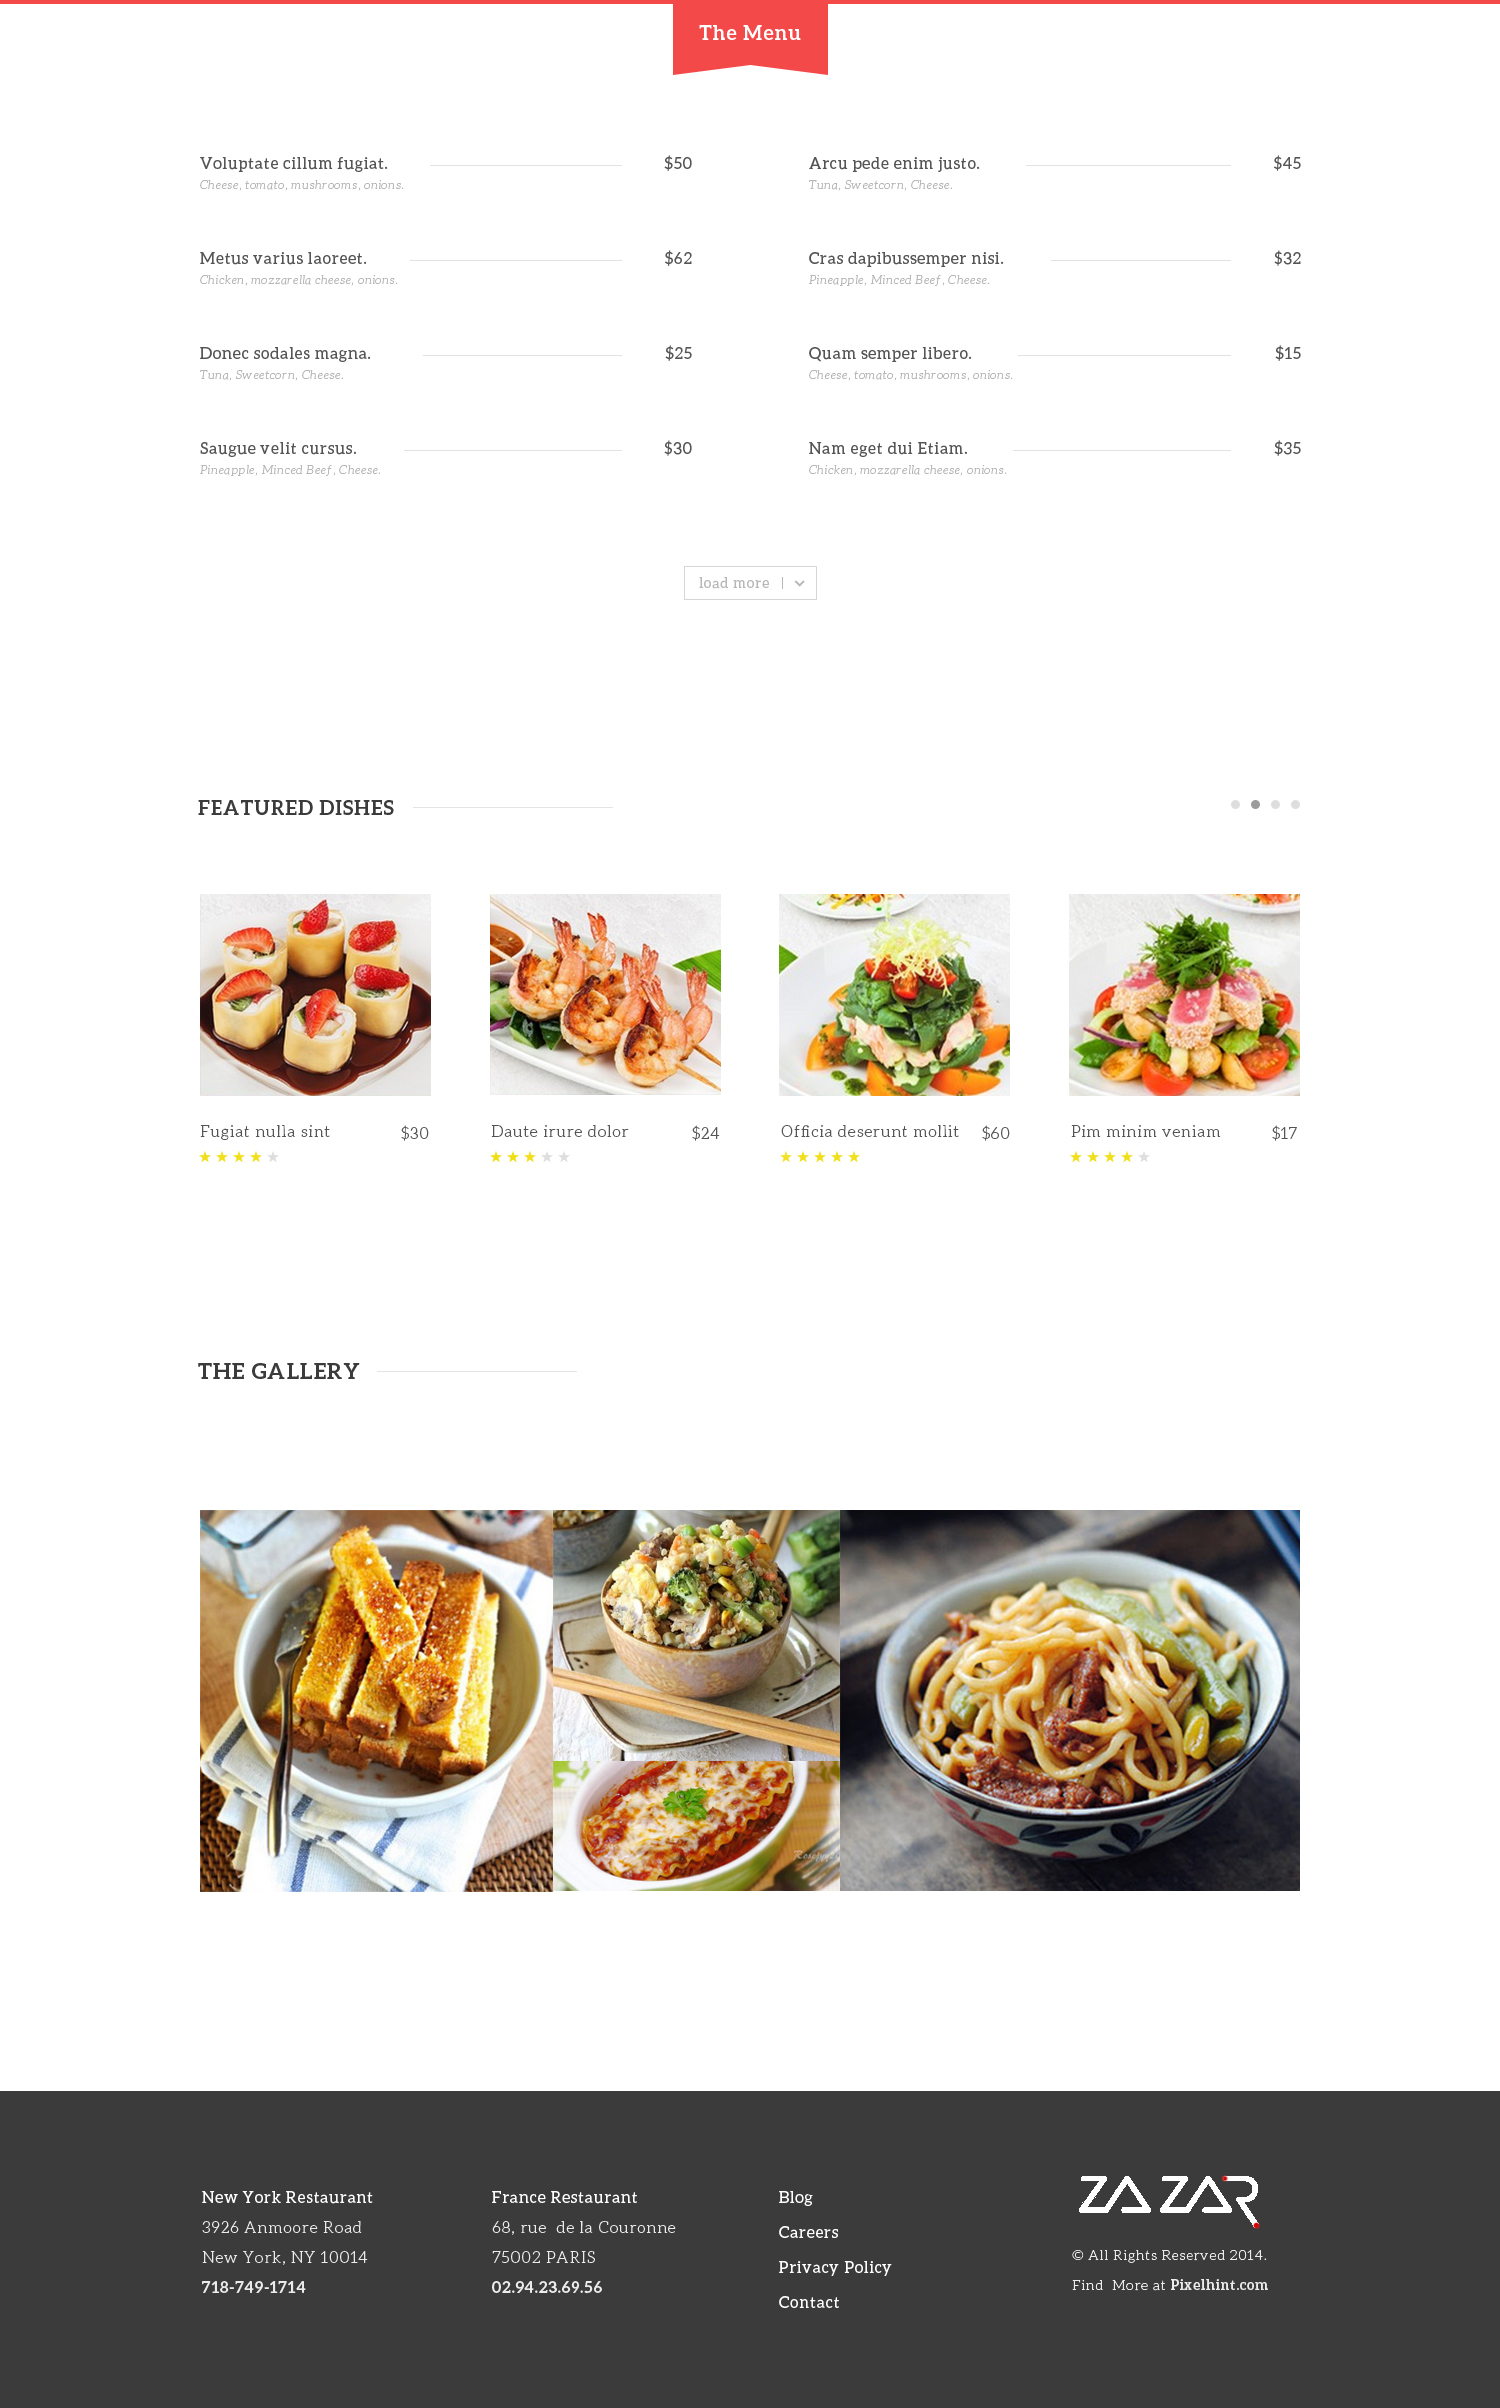 The Menu
Voluptate cillum fugiat. $50
Cheese, tomato, mushrooms, onions.
Metus varius laoreet. $62
Chicken, mozzarella cheese, onions.
Donec sodales magna. $25
Tuna, Sweetcorn, Cheese.
Saugue velit cursus. $30
Pineapple, Minced Beef, Cheese.
Arcu pede enim justo. $45
Tuna, Sweetcorn, Cheese.
Cras dapibussemper nisi. $32
Pineapple, Minced Beef, Cheese.
Quam semper libero. $15
Cheese, tomato, mushrooms, onions.
Nam eget dui Etiam. $35
Chicken, mozzarella cheese, onions.
load more
FEATURED DISHES
Fugiat nulla sint $30
Daute irure dolor $24
Officia deserunt mollit $60
Pim minim veniam $17
THE GALLERY
New York Restaurant
3926 Anmoore Road
New York, NY 10014
718-749-1714
France Restaurant
68, rue  de la Couronne
75002 PARIS
02.94.23.69.56
Blog
Careers
Privacy Policy
Contact
ZAZAR
© All Rights Reserved 2014.
Find  More at Pixelhint.com